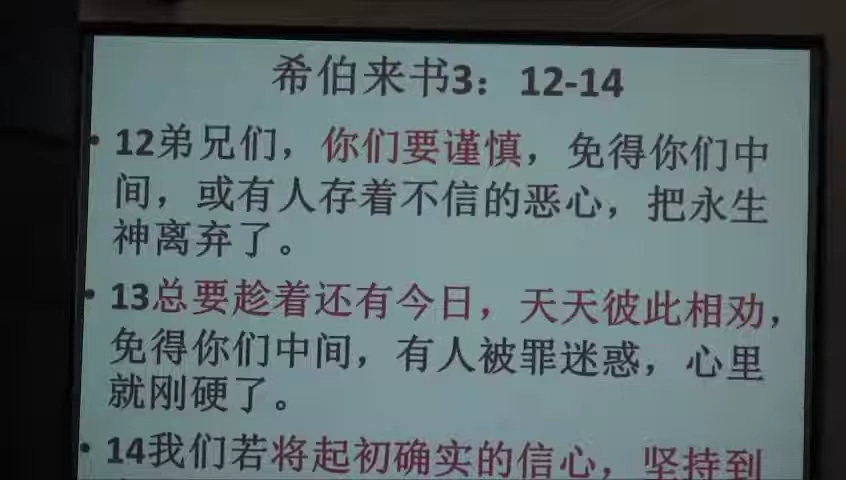 希伯来书3：12-14
• 12弟兄们，你们要谨慎，免得你们中
间，或有人存着不信的恶心，把永生
神离弃了。
• 13总要趁着还有今日，天天彼此相劝，
免得你们中间，有人被罪迷惑，心里
就刚硬了。
• 14我们若将起初确实的信心，坚持到